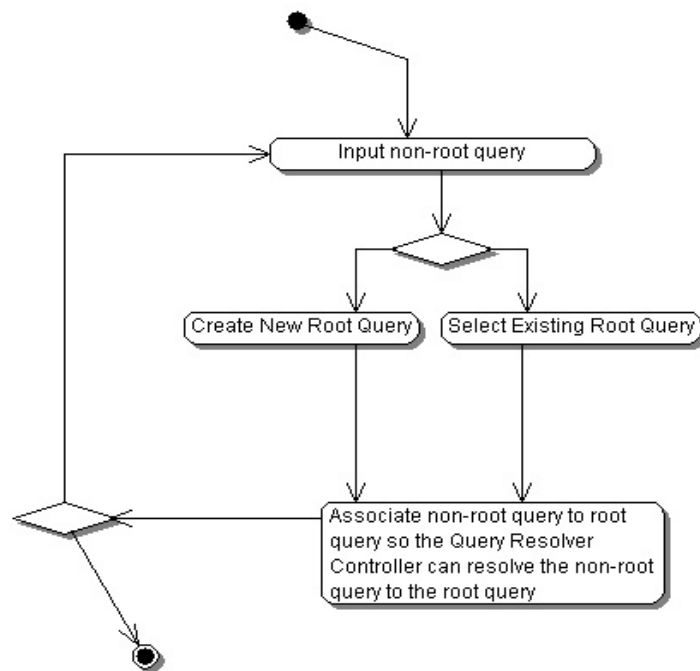 Input non-root query
Create New Root Query
Select Existing Root Query
Associate non-root query to root
query so the Query Resolver
Controller can resolve the non-root
query to the root query